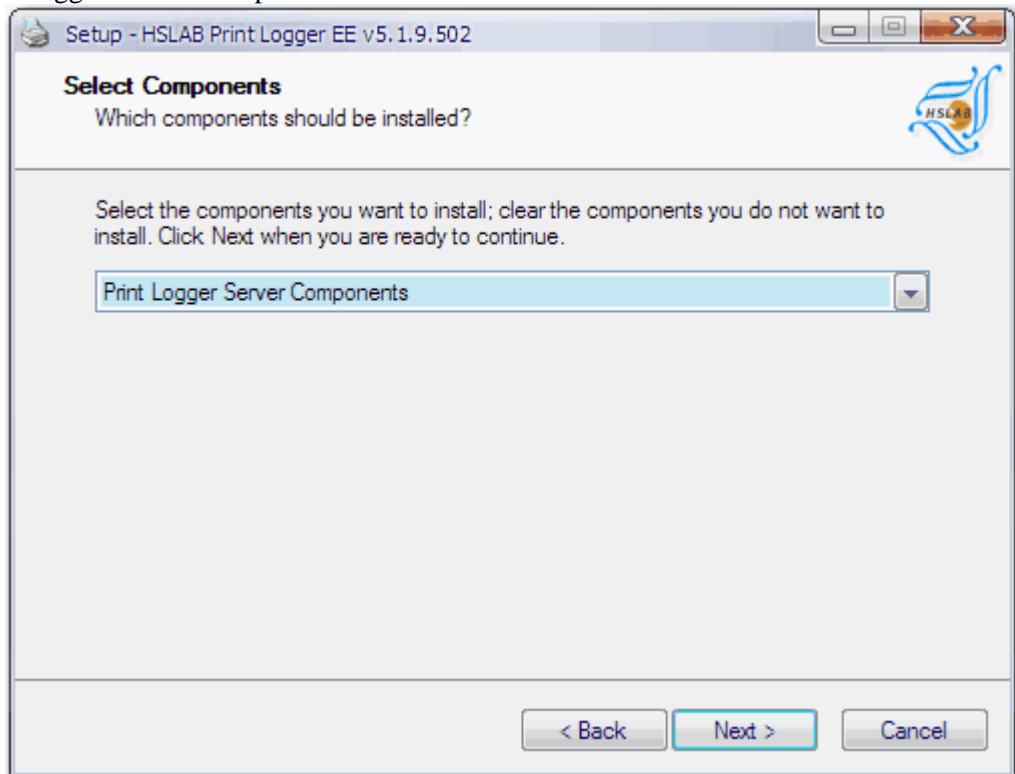 Setup - HSLAB Print Logger EE v5.1.9.502
Select Components
Which components should be installed?
HSLAB
Select the components you want to install; clear the components you do not want to
install. Click Next when you are ready to continue.
Print Logger Server Components
< Back Next > Cancel